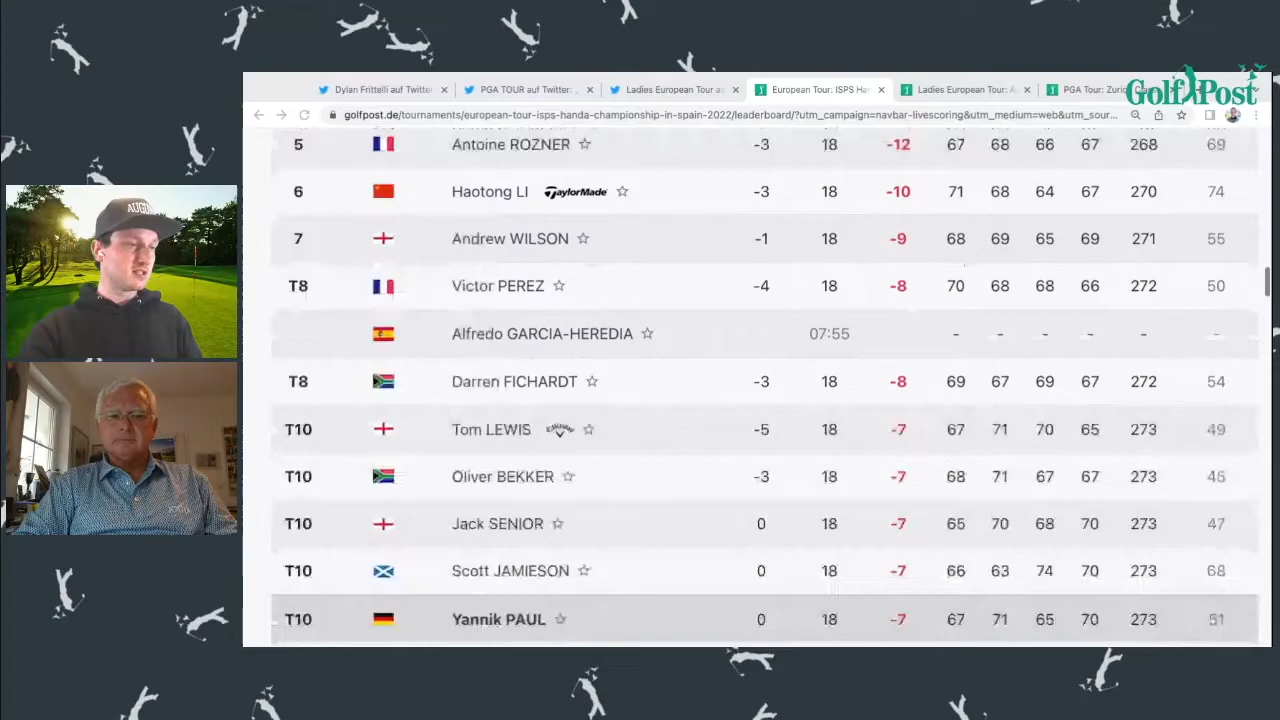 Golf Post
Dylan Frittelli auf Twitter
PGA TOUR auf Twitter:
Ladies European Tour au
European Tour: ISPS Ha
Ladies European Tour: A
PGA Tour: Zuri
golfpost.de/tournaments/european-tour-isps-handa-championship-in-spain-2022/leaderboard/?utm_campaign=navbar-livescoring&utm_medium=web&utm_sour...
5 Antoine ROZNER -3 18 -12 67 68 66 67 268 69
6 Haotong LI TaylorMade -3 18 -10 71 68 64 67 270 74
7 Andrew WILSON -1 18 -9 68 69 65 69 271 55
T8 Victor PEREZ -4 18 -8 70 68 68 66 272 50
Alfredo GARCIA-HEREDIA 07:55 - - - - - -
T8 Darren FICHARDT -3 18 -8 69 67 69 67 272 54
T10 Tom LEWIS Callaway -5 18 -7 67 71 70 65 273 49
T10 Oliver BEKKER -3 18 -7 68 71 67 67 273 45
T10 Jack SENIOR 0 18 -7 65 70 68 70 273 47
T10 Scott JAMIESON 0 18 -7 66 63 74 70 273 68
T10 Yannik PAUL 0 18 -7 67 71 65 70 273 51